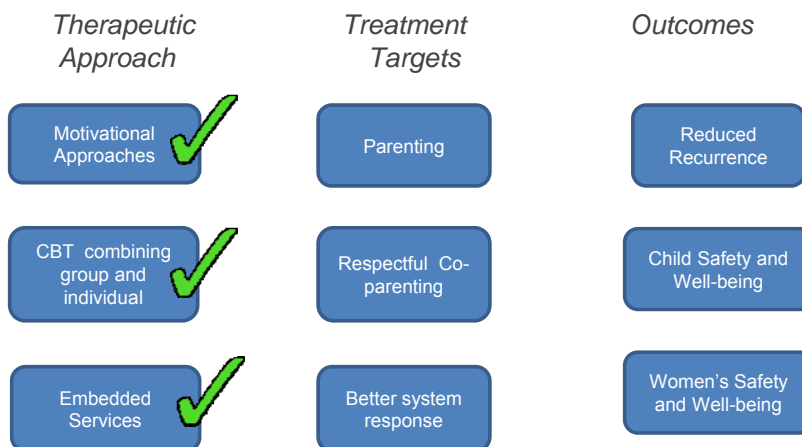 Therapeutic
Approach
Treatment
Targets
Outcomes
Motivational
Approaches
Parenting
Reduced
Recurrence
CBT combining
group and
individual
Respectful Co-
parenting
Child Safety and
Well-being
Embedded
Services
Better system
response
Women's Safety
and Well-being